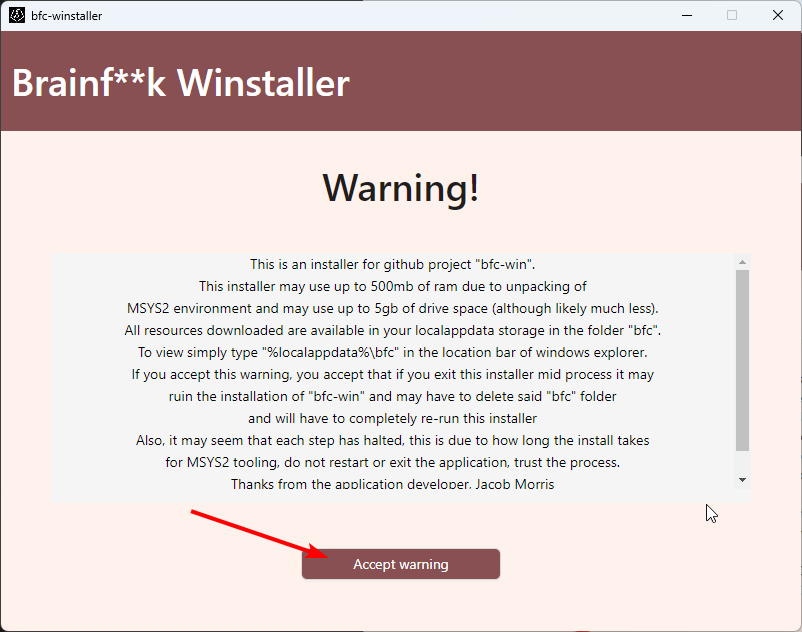 bfc-winstaller
Brainf**k Winstaller
Warning!
This is an installer for github project "bfc-win".
This installer may use up to 500mb of ram due to unpacking of
MSYS2 environment and may use up to 5gb of drive space (although likely much less).
All resources downloaded are available in your localappdata storage in the folder "bfc".
To view simply type "%localappdata%\bfc" in the location bar of windows explorer.
If you accept this warning, you accept that if you exit this installer mid process it may
ruin the installation of "bfc-win" and may have to delete said "bfc" folder
and will have to completely re-run this installer
Also, it may seem that each step has halted, this is due to how long the install takes
for MSYS2 tooling, do not restart or exit the application, trust the process.
Thanks from the application developer, Jacob Morris
Accept warning